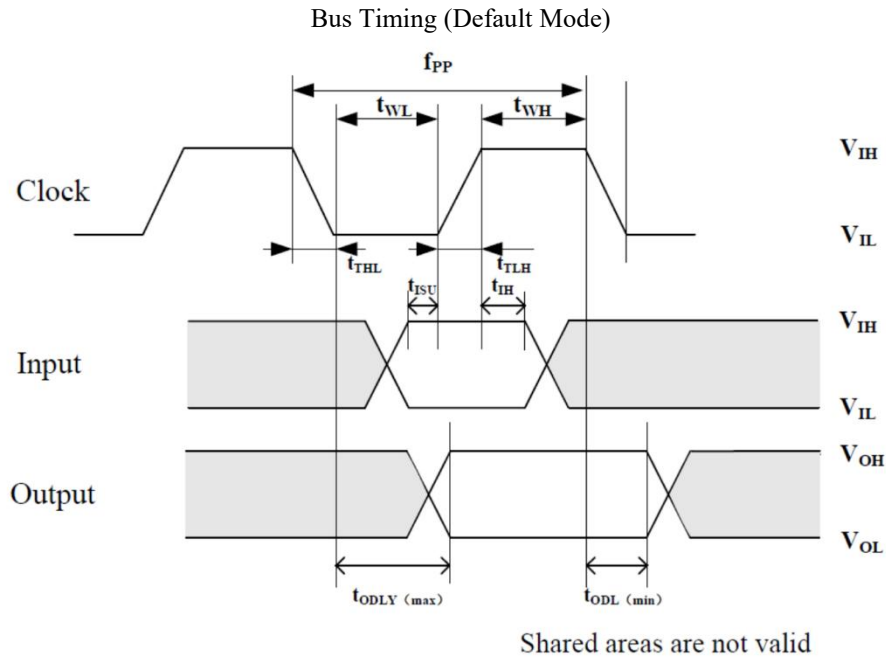 Bus Timing (Default Mode)
fPP
tWL tWH
VIH
Clock
VIL
tTHL tTLH
tISU tIH
VIH
Input
VIL
VOH
Output
VOL
tODLY (max) tODL (min)
Shared areas are not valid